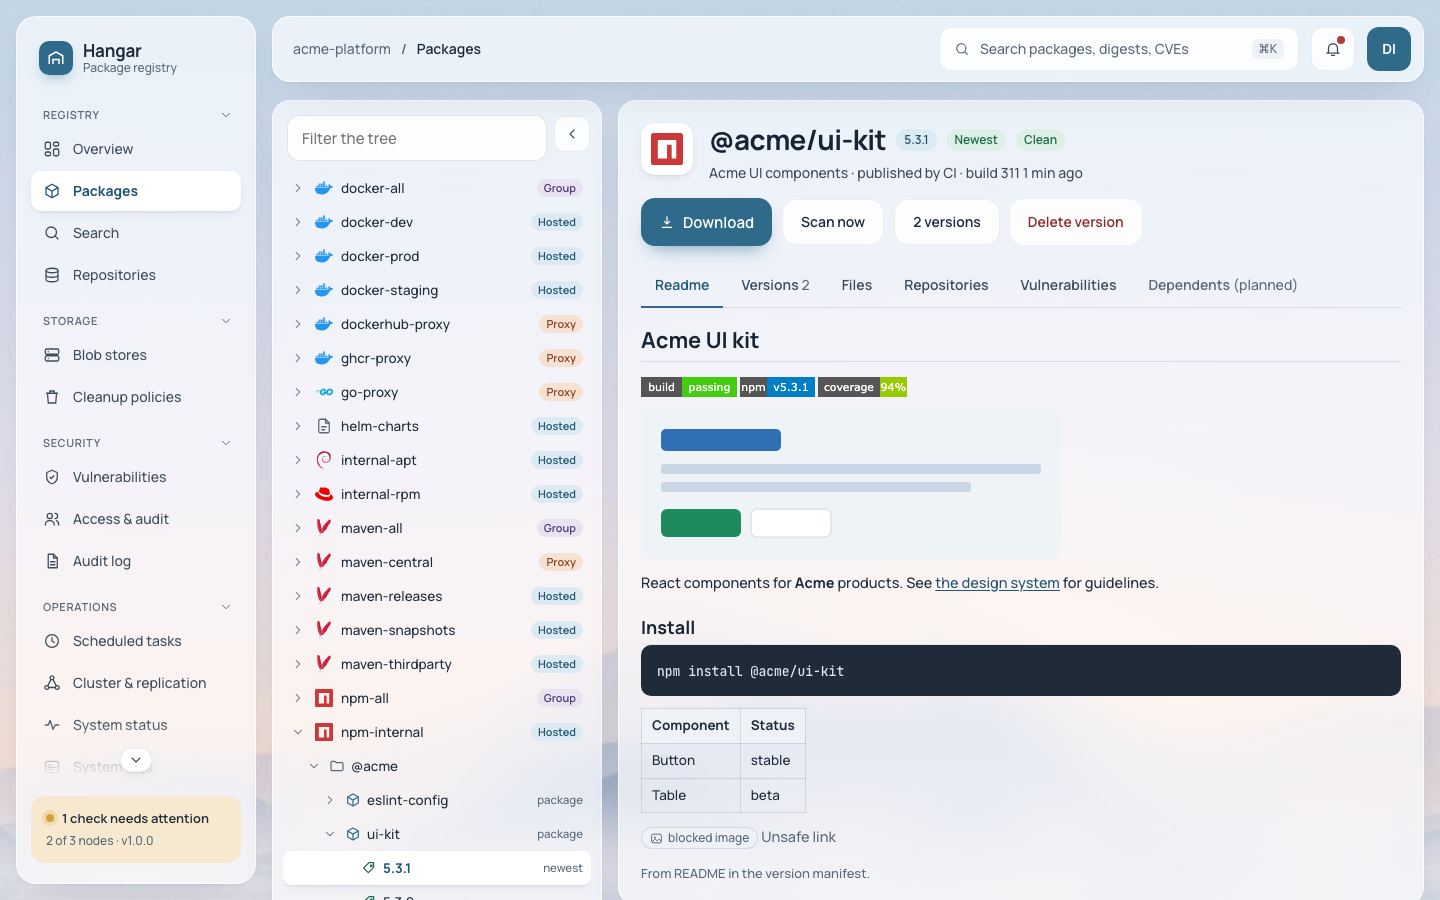 Hangar
Package registry
REGISTRY
Overview
Packages
Search
Repositories
STORAGE
Blob stores
Cleanup policies
SECURITY
Vulnerabilities
Access & audit
Audit log
OPERATIONS
Scheduled tasks
Cluster & replication
System status
1 check needs attention
2 of 3 nodes · v1.0.0
acme-platform / Packages
Search packages, digests, CVEs ⌘K
DI
Filter the tree
docker-all Group
docker-dev Hosted
docker-prod Hosted
docker-staging Hosted
dockerhub-proxy Proxy
ghcr-proxy Proxy
go-proxy Proxy
helm-charts Hosted
internal-apt Hosted
internal-rpm Hosted
maven-all Group
maven-central Proxy
maven-releases Hosted
maven-snapshots Hosted
maven-thirdparty Hosted
npm-all Group
npm-internal Hosted
@acme
eslint-config package
ui-kit package
5.3.1 newest
@acme/ui-kit 5.3.1 Newest Clean
Acme UI components · published by CI · build 311 1 min ago
Download Scan now 2 versions Delete version
Readme Versions 2 Files Repositories Vulnerabilities Dependents (planned)
Acme UI kit
build passing npm v5.3.1 coverage 94%
React components for Acme products. See the design system for guidelines.
Install
npm install @acme/ui-kit
Component Status
Button stable
Table beta
blocked image Unsafe link
From README in the version manifest.